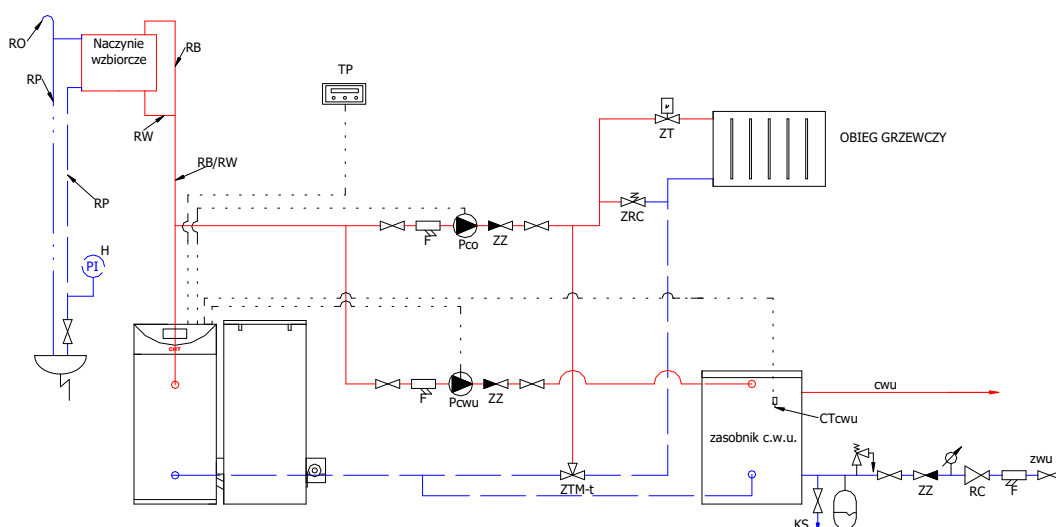 RO
Naczynie
wzbiorcze
RB
RP
TP
RW
ZT
OBIEG GRZEWCZY
RB/RW
RP
ZRC
H
PI
F
Pco
ZZ
F
Pcwu
ZZ
cwu
CTcwu
zasobnik c.w.u.
ZTM-t
zwu
ZZ
RC
F
KS